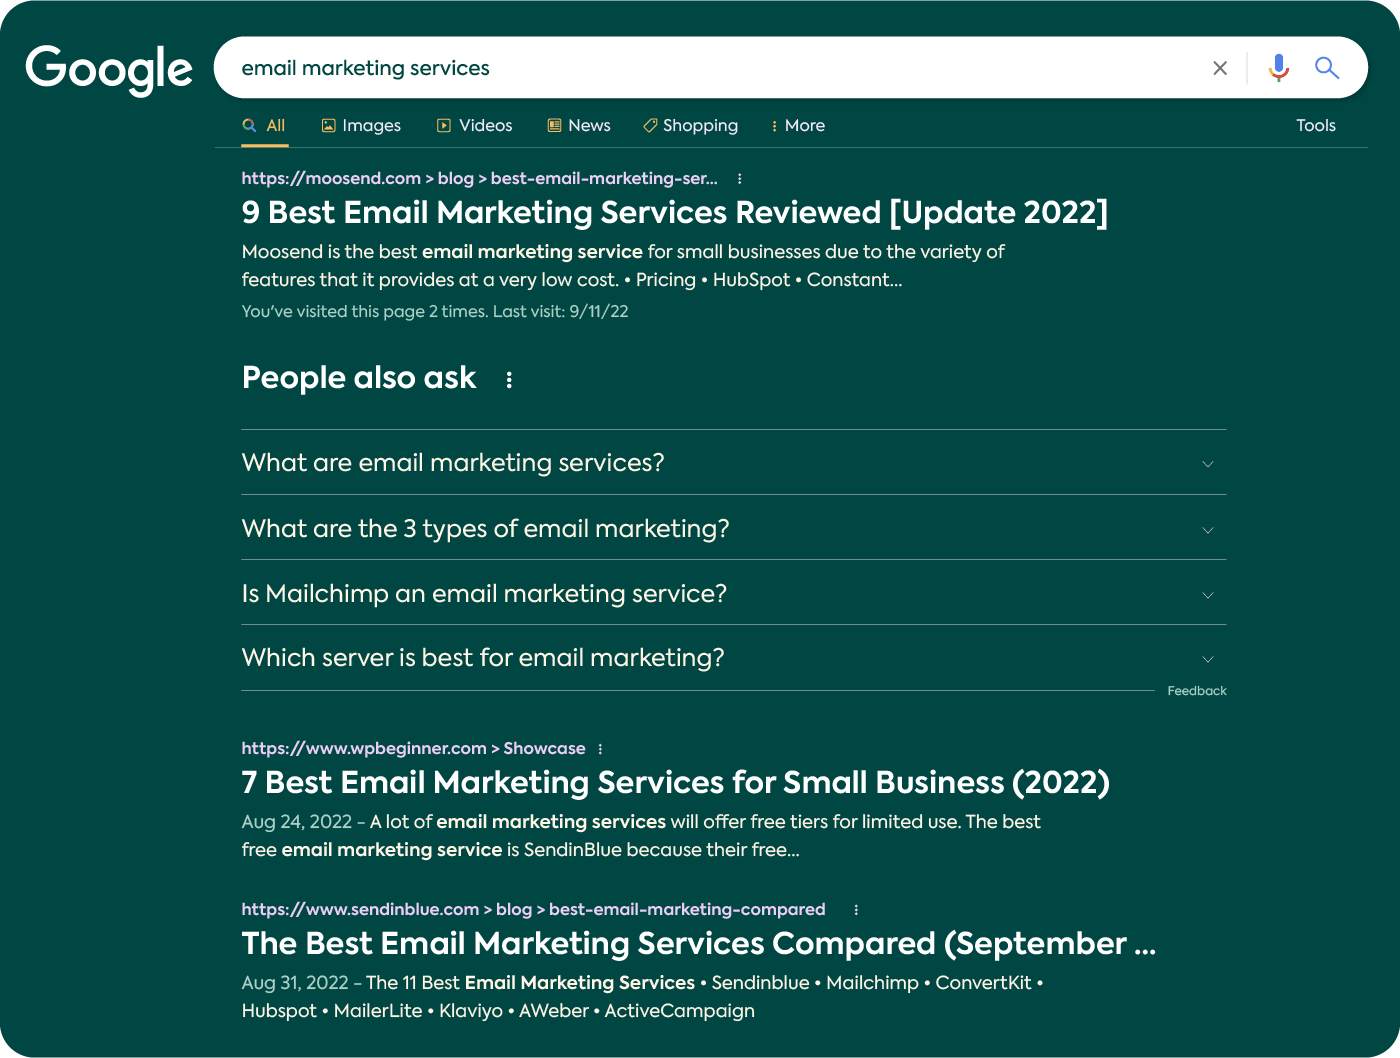 Google
email marketing services
All Images Videos News Shopping More Tools
https://moosend.com > blog > best-email-marketing-ser...
9 Best Email Marketing Services Reviewed [Update 2022]
Moosend is the best email marketing service for small businesses due to the variety of
features that it provides at a very low cost. • Pricing • HubSpot • Constant...
You've visited this page 2 times. Last visit: 9/11/22
People also ask
What are email marketing services?
What are the 3 types of email marketing?
Is Mailchimp an email marketing service?
Which server is best for email marketing?
Feedback
https://www.wpbeginner.com > Showcase
7 Best Email Marketing Services for Small Business (2022)
Aug 24, 2022 - A lot of email marketing services will offer free tiers for limited use. The best
free email marketing service is SendinBlue because their free...
https://www.sendinblue.com > blog > best-email-marketing-compared
The Best Email Marketing Services Compared (September ...
Aug 31, 2022 - The 11 Best Email Marketing Services • Sendinblue • Mailchimp • ConvertKit •
Hubspot • MailerLite • Klaviyo • AWeber • ActiveCampaign